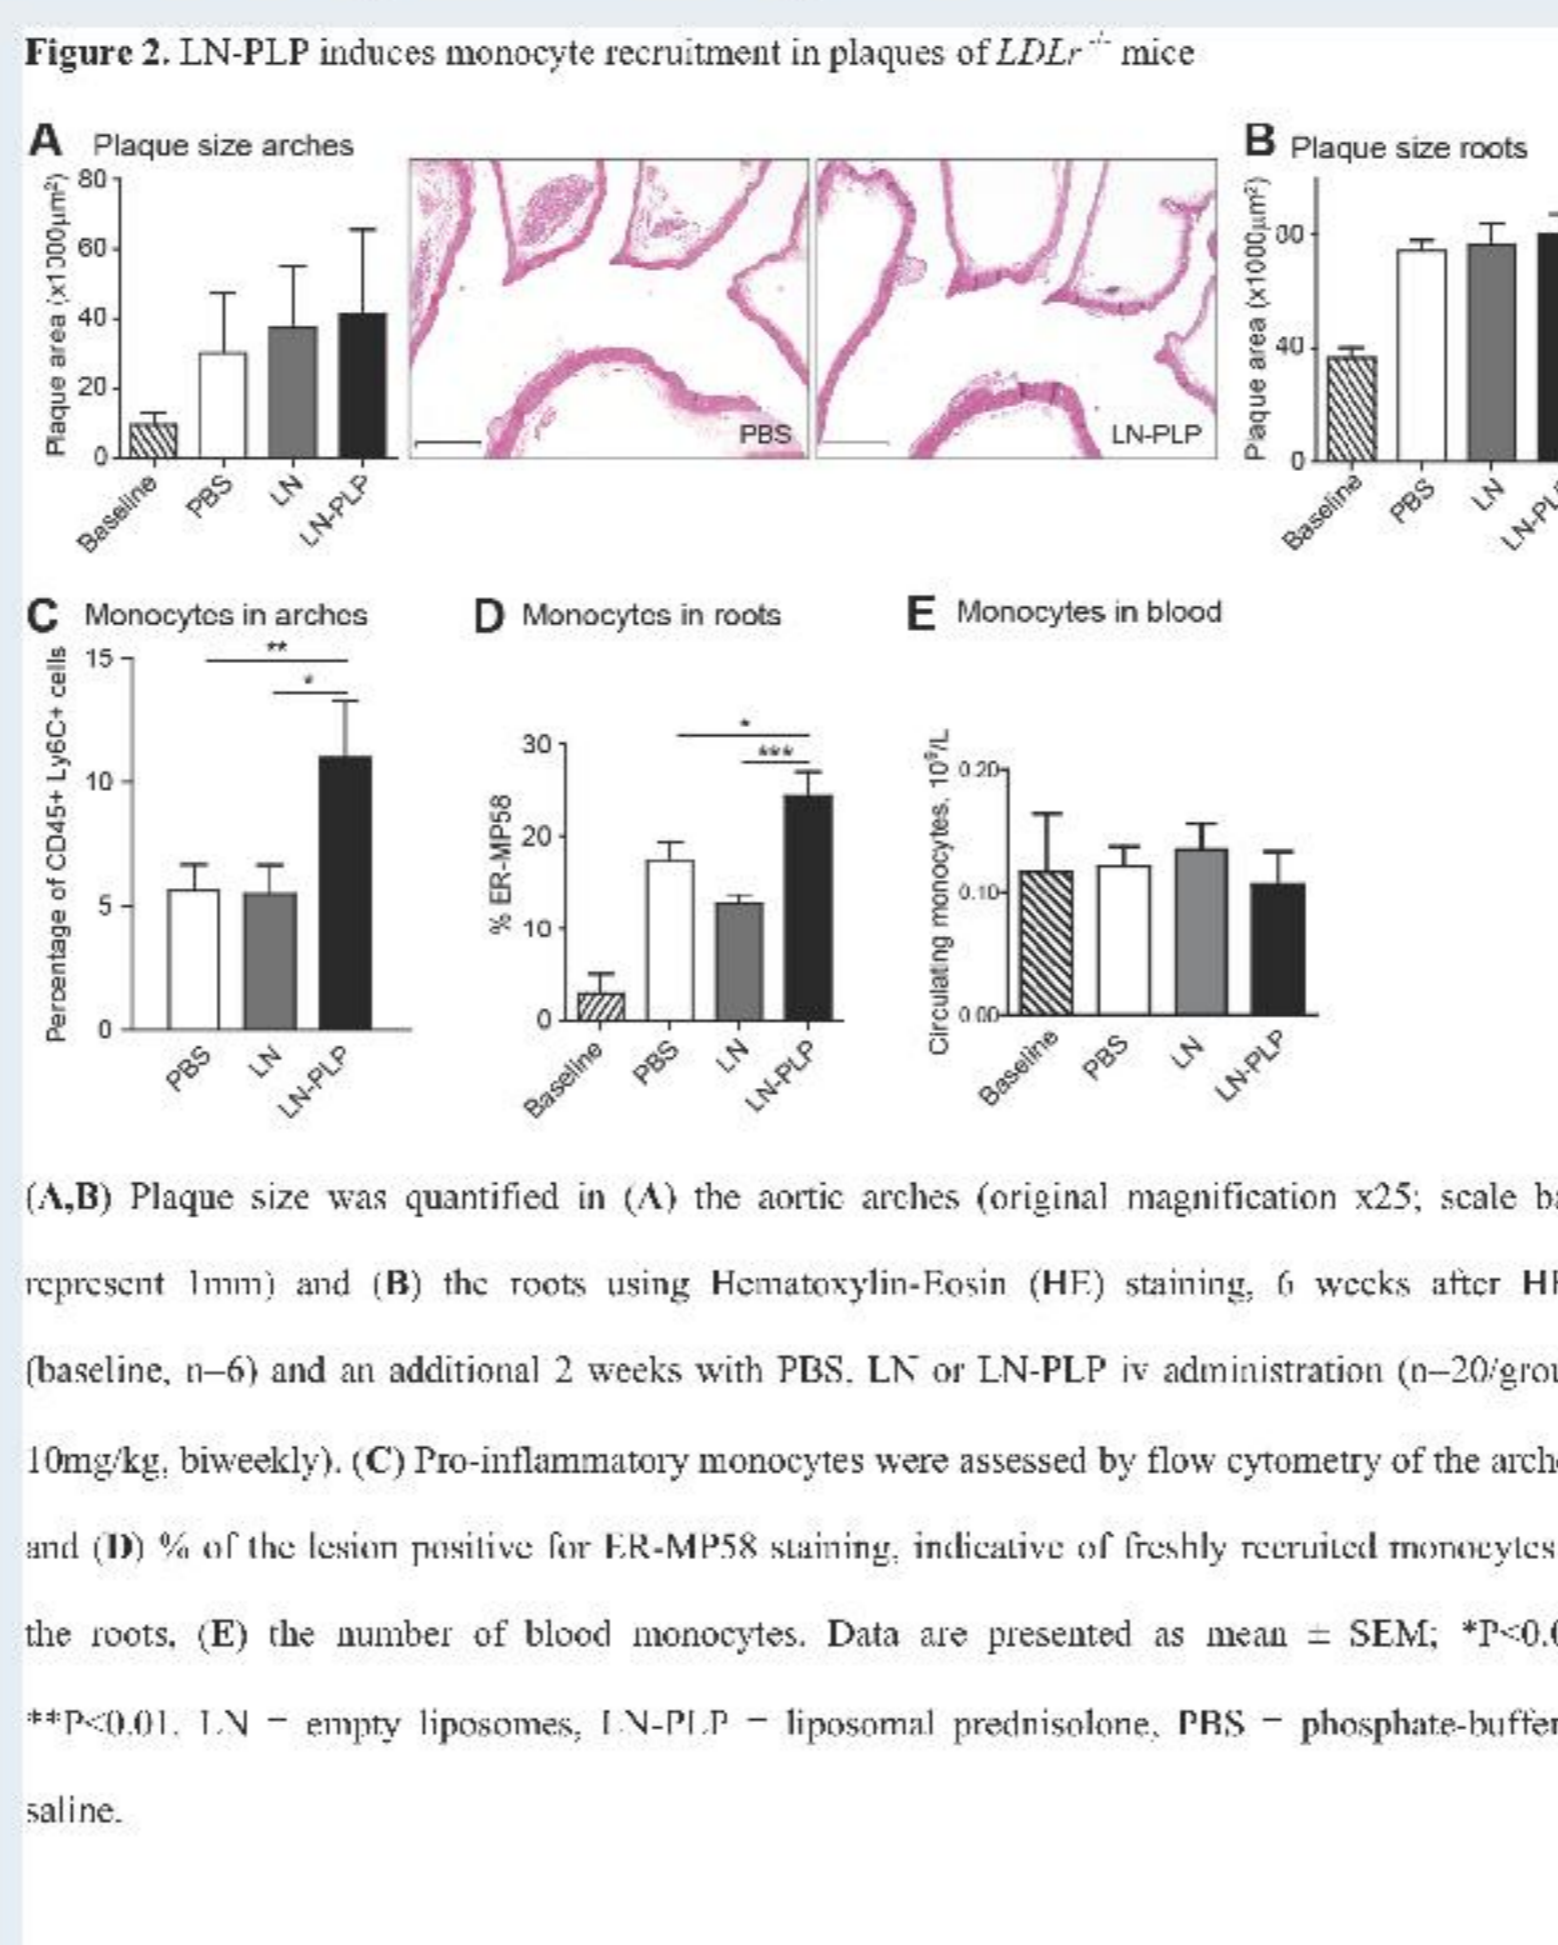 Figure 2. LN-PLP induces monocyte recruitment in plaques of LDLr-/- mice
A Plaque size arches
Plaque area (x1000µm²)
80
60
40
20
0
Baseline
PBS
LN
LN-PLP
PBS
LN-PLP
B Plaque size roots
Plaque area (x1000µm²)
80
40
0
Baseline
PBS
LN
C Monocytes in arches
Percentage of CD45+ Ly6C+ cells
15
10
5
0
**
*
PBS
LN
LN-PLP
D Monocytes in roots
% ER-MP58
30
20
10
0
*
***
Baseline
PBS
LN
LN-PLP
E Monocytes in blood
Circulating monocytes, 10⁹/L
0.20
0.10
0.00
Baseline
PBS
LN
LN-PLP
(A,B) Plaque size was quantified in (A) the aortic arches (original magnification x25; scale
represent 1mm) and (B) the roots using Hematoxylin-Eosin (HE) staining, 6 weeks after
(baseline, n=6) and an additional 2 weeks with PBS, LN or LN-PLP iv administration
10mg/kg, biweekly). (C) Pro-inflammatory monocytes were assessed by flow cytometry of the
and (D) % of the lesion positive for ER-MP58 staining, indicative of freshly recruited monocytes
the roots, (E) the number of blood monocytes. Data are presented as mean ± SEM;
**P<0.01. LN = empty liposomes, LN-PLP = liposomal prednisolone, PBS =
saline.